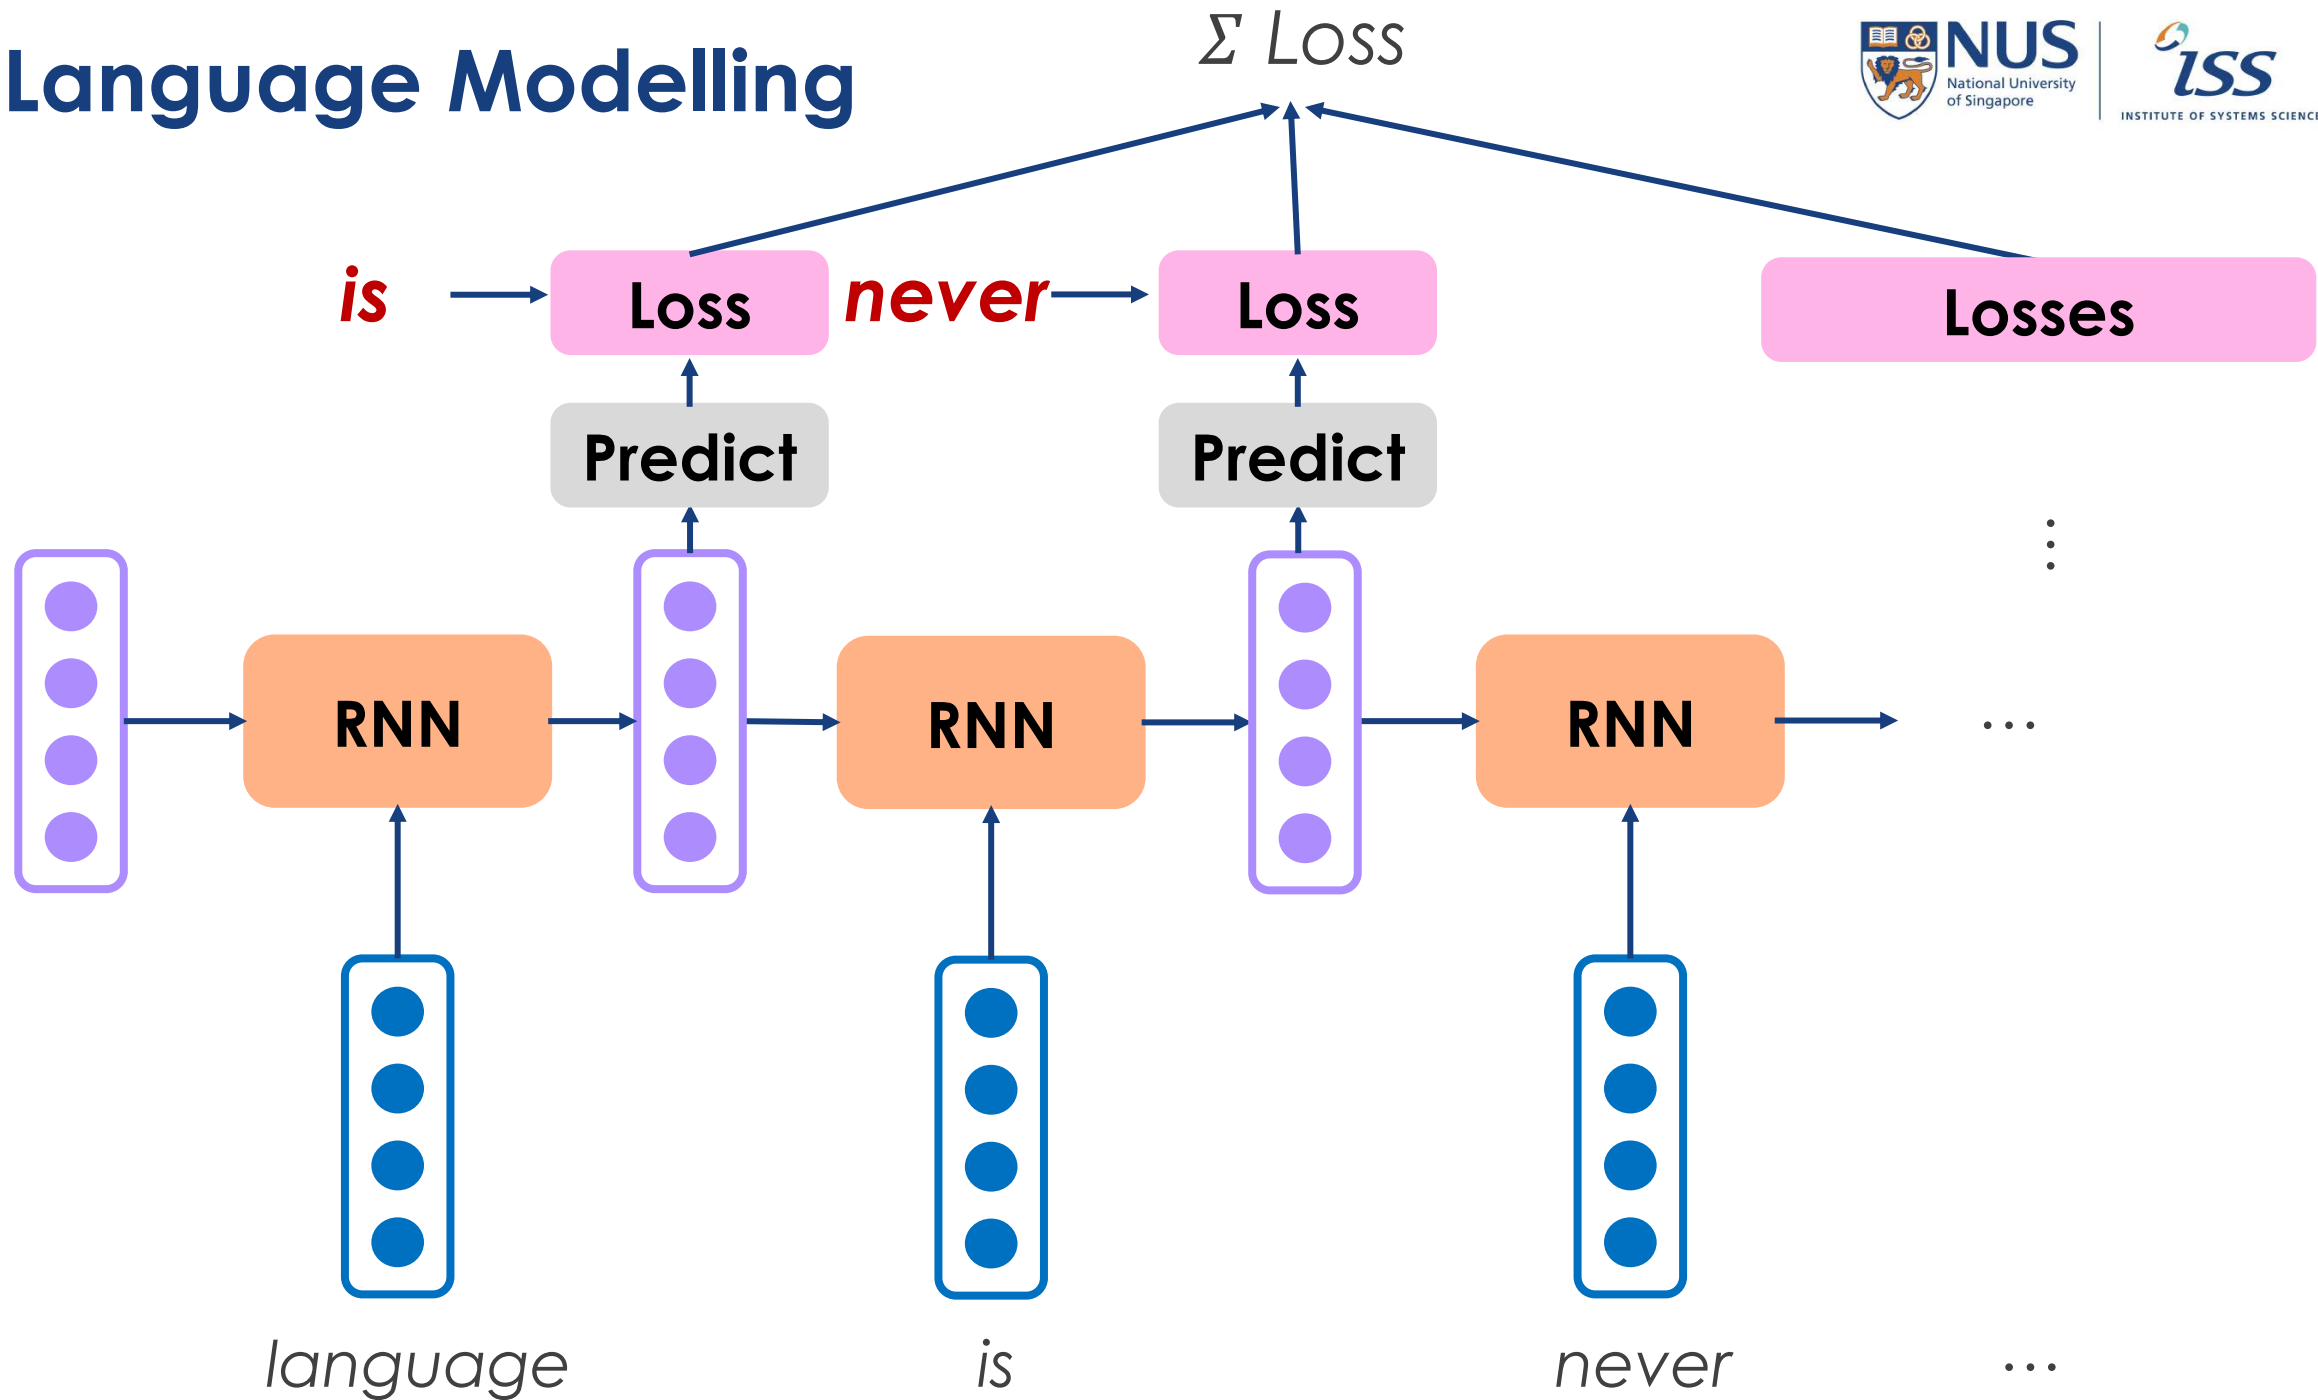 Language Modelling
Σ Loss
NUS
National University
of Singapore
iss
INSTITUTE OF SYSTEMS SCIENCE
is
Loss
never
Loss
Losses
Predict
Predict
⋮
RNN
RNN
RNN
...
language
is
never
...